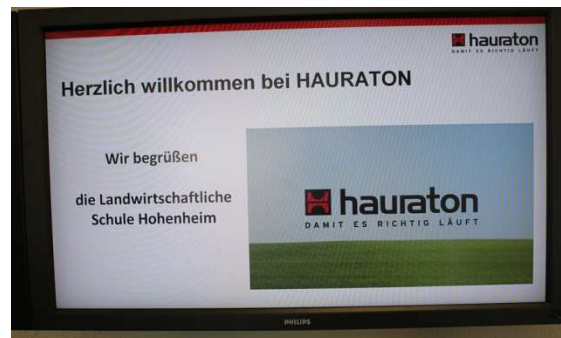 hauraton
DAMIT ES RICHTIG LÄUFT
Herzlich willkommen bei HAURATON
Wir begrüßen
die Landwirtschaftliche
Schule Hohenheim
hauraton
DAMIT ES RICHTIG LÄUFT
PHILIPS